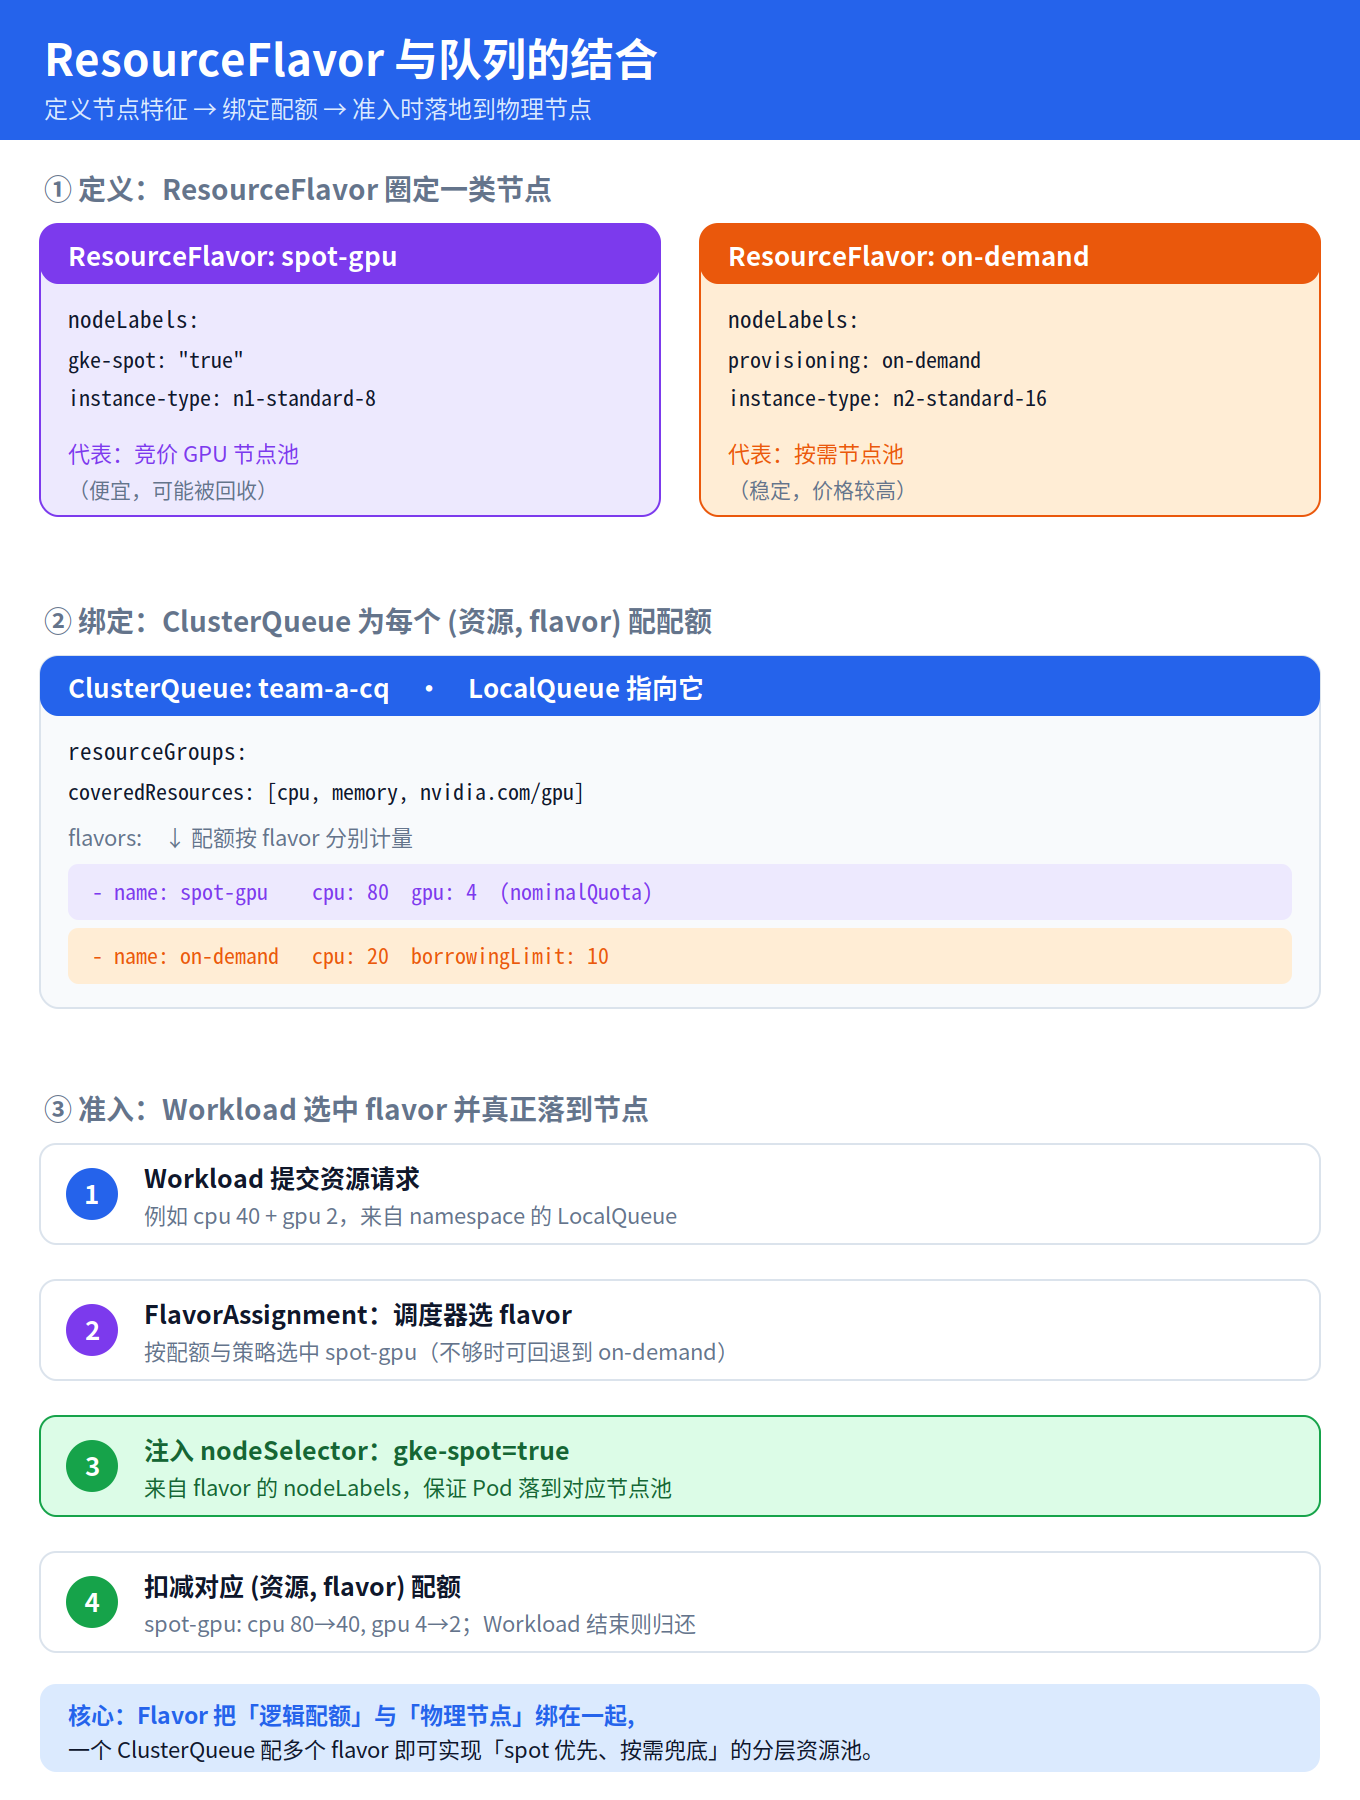 ResourceFlavor 与队列的结合
定义节点特征 → 绑定配额 → 准入时落地到物理节点
① 定义：ResourceFlavor 圈定一类节点
ResourceFlavor: spot-gpu
nodeLabels:
gke-spot: "true"
instance-type: n1-standard-8
代表：竞价 GPU 节点池
（便宜，可能被回收）
ResourceFlavor: on-demand
nodeLabels:
provisioning: on-demand
instance-type: n2-standard-16
代表：按需节点池
（稳定，价格较高）
② 绑定：ClusterQueue 为每个 (资源, flavor) 配配额
ClusterQueue: team-a-cq • LocalQueue 指向它
resourceGroups:
coveredResources: [cpu, memory, nvidia.com/gpu]
flavors: ↓ 配额按 flavor 分别计量
- name: spot-gpu cpu: 80 gpu: 4 (nominalQuota)
- name: on-demand cpu: 20 borrowingLimit: 10
③ 准入：Workload 选中 flavor 并真正落到节点
1 Workload 提交资源请求
例如 cpu 40 + gpu 2，来自 namespace 的 LocalQueue
2 FlavorAssignment：调度器选 flavor
按配额与策略选中 spot-gpu（不够时可回退到 on-demand）
3 注入 nodeSelector：gke-spot=true
来自 flavor 的 nodeLabels，保证 Pod 落到对应节点池
4 扣减对应 (资源, flavor) 配额
spot-gpu: cpu 80→40, gpu 4→2；Workload 结束则归还
核心：Flavor 把「逻辑配额」与「物理节点」绑在一起,
一个 ClusterQueue 配多个 flavor 即可实现「spot 优先、按需兜底」的分层资源池。